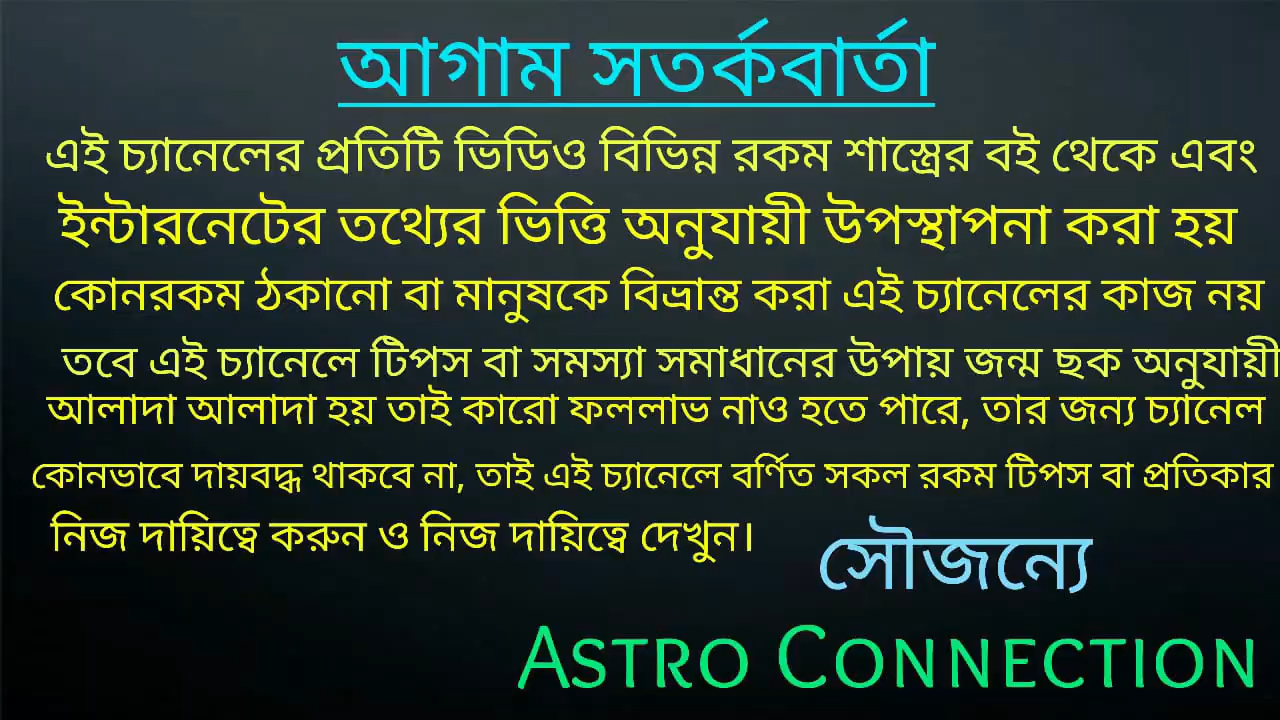 আগাম সতর্কবার্তা
এই চ্যানেলের প্রতিটি ভিডিও বিভিন্ন রকম শাস্ত্রের বই থেকে এবং
ইন্টারনেটের তথ্যের ভিত্তি অনুযায়ী উপস্থাপনা করা হয়
কোনরকম ঠকানো বা মানুষকে বিভ্রান্ত করা এই চ্যানেলের কাজ নয়
তবে এই চ্যানেলে টিপস বা সমস্যা সমাধানের উপায় জন্ম ছক অনুযায়ী
আলাদা আলাদা হয় তাই কারো ফললাভ নাও হতে পারে, তার জন্য চ্যানেল
কোনভাবে দায়বদ্ধ থাকবে না, তাই এই চ্যানেলে বর্ণিত সকল রকম টিপস বা প্রতিকার
নিজ দায়িত্বে করুন ও নিজ দায়িত্বে দেখুন।
সৌজন্যে
ASTRO CONNECTION